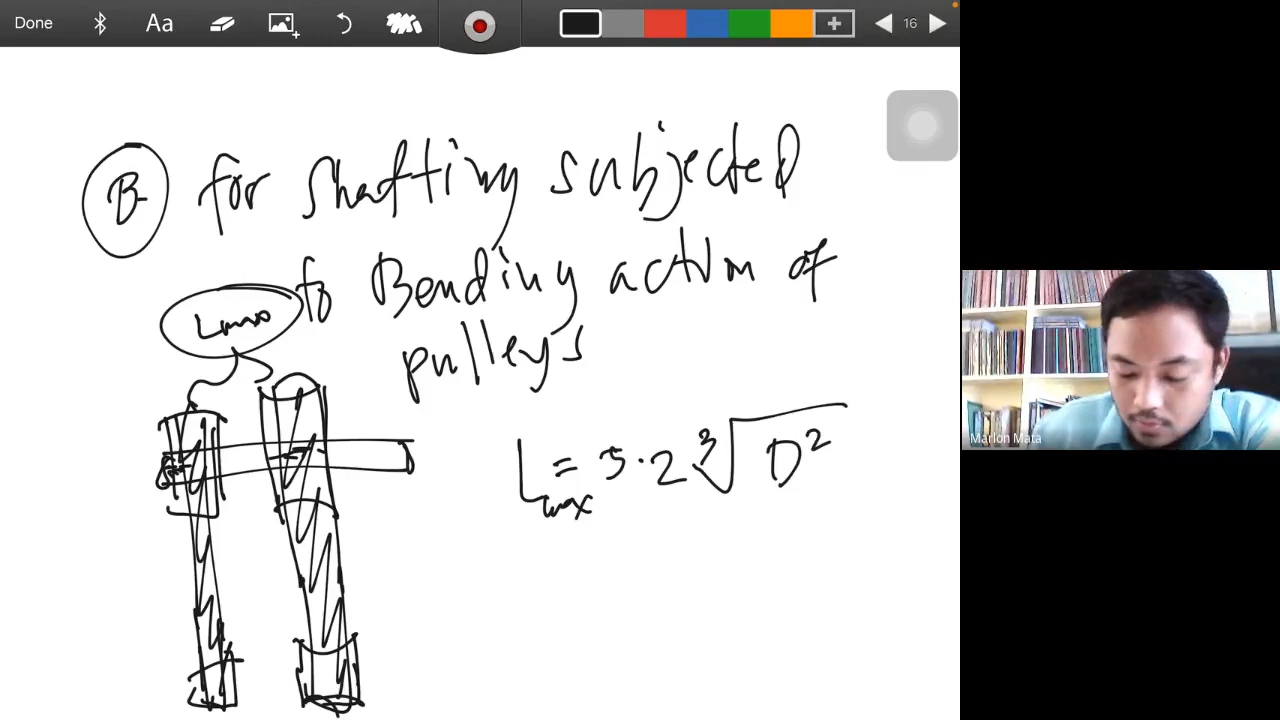 Done
Aa
16
B
for shafting subjected
to Bending action of
pulleys
Lmax
Lmax = 5.2 ∛D²
Marlon Mata